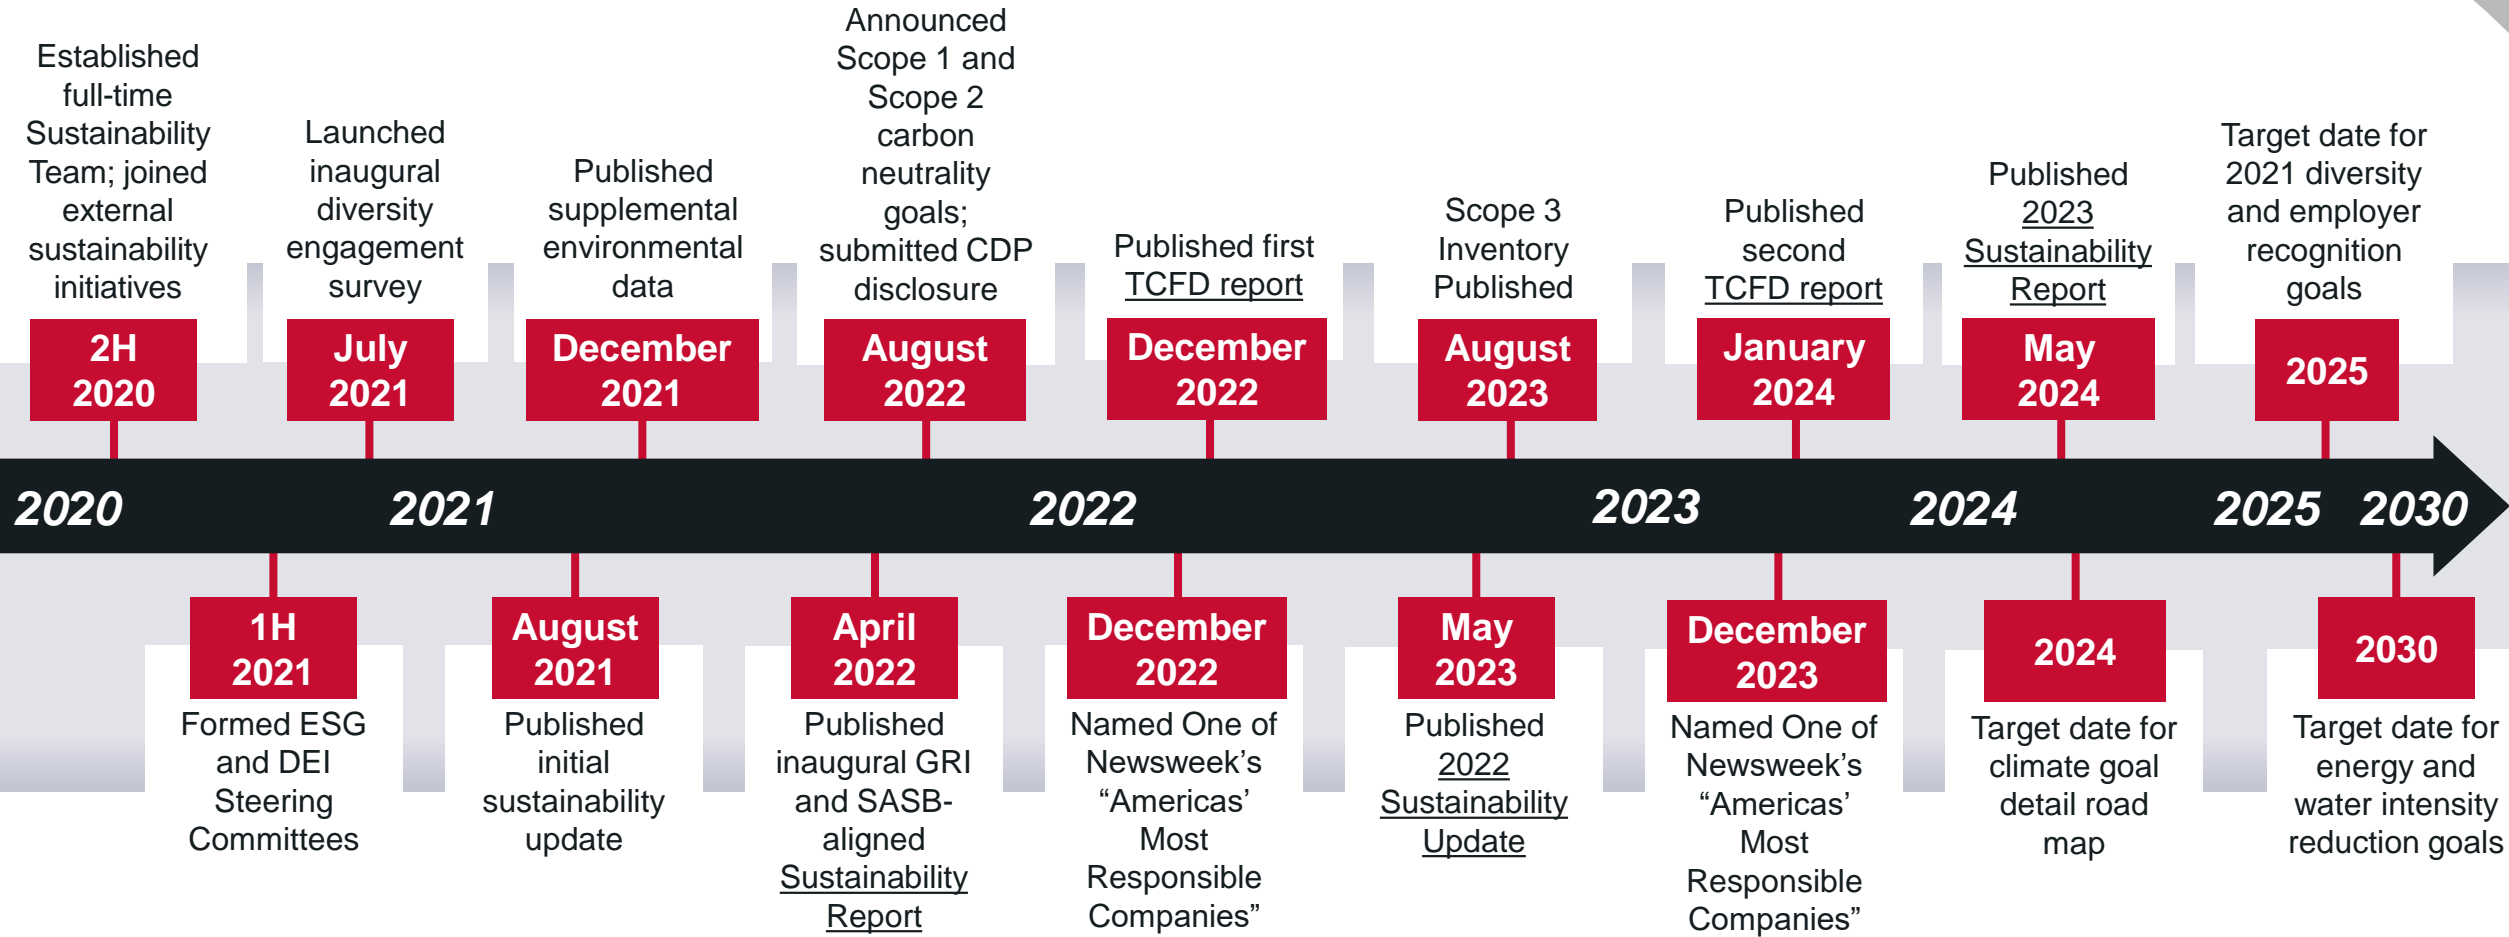 Established
full-time
Sustainability
Team; joined
external
sustainability
initiatives
2H
2020
Launched
inaugural
diversity
engagement
survey
July
2021
Published
supplemental
environmental
data
December
2021
Announced
Scope 1 and
Scope 2
carbon
neutrality
goals;
submitted CDP
disclosure
August
2022
Published first
TCFD report
December
2022
Scope 3
Inventory
Published
August
2023
Published
second
TCFD report
January
2024
Published
2023
Sustainability
Report
May
2024
Target date for
2021 diversity
and employer
recognition
goals
2025
2020 2021 2022 2023 2024 2025 2030
1H
2021
Formed ESG
and DEI
Steering
Committees
August
2021
Published
initial
sustainability
update
April
2022
Published
inaugural GRI
and SASB-
aligned
Sustainability
Report
December
2022
Named One of
Newsweek’s
“Americas’
Most
Responsible
Companies”
May
2023
Published
2022
Sustainability
Update
December
2023
Named One of
Newsweek’s
“Americas’
Most
Responsible
Companies”
2024
Target date for
climate goal
detail road
map
2030
Target date for
energy and
water intensity
reduction goals